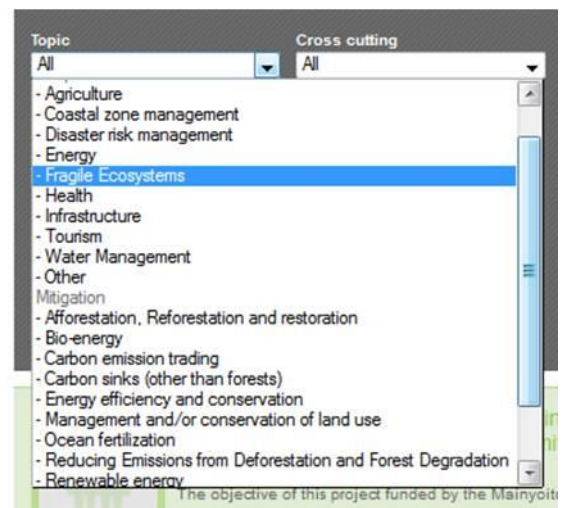 Topic Cross cutting
All All
- Agriculture
- Coastal zone management
- Disaster risk management
- Energy
- Fragile Ecosystems
- Health
- Infrastructure
- Tourism
- Water Management
- Other
Mitigation
- Afforestation, Reforestation and restoration
- Bio-energy
- Carbon emission trading
- Carbon sinks (other than forests)
- Energy efficiency and conservation
- Management and/or conservation of land use
- Ocean fertilization
- Reducing Emissions from Deforestation and Forest Degradation
- Renewable energy
The objective of this project funded by the Mainyoito